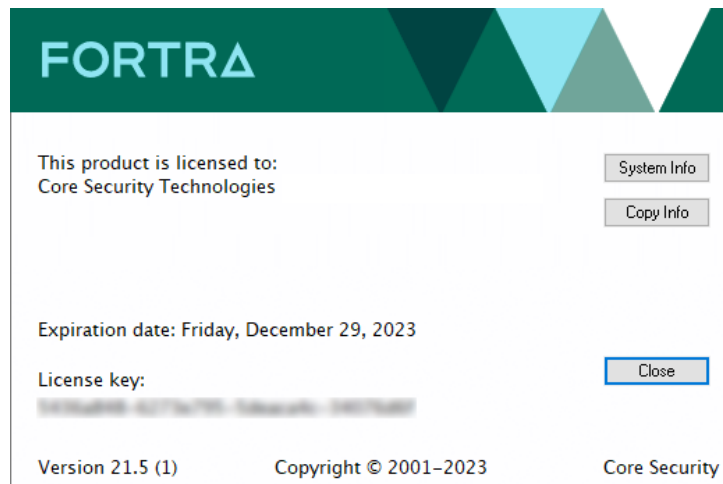 FORTRA
This product is licensed to:
Core Security Technologies
System Info
Copy Info
Expiration date: Friday, December 29, 2023
Close
License key:
Version 21.5 (1)
Copyright © 2001-2023
Core Security